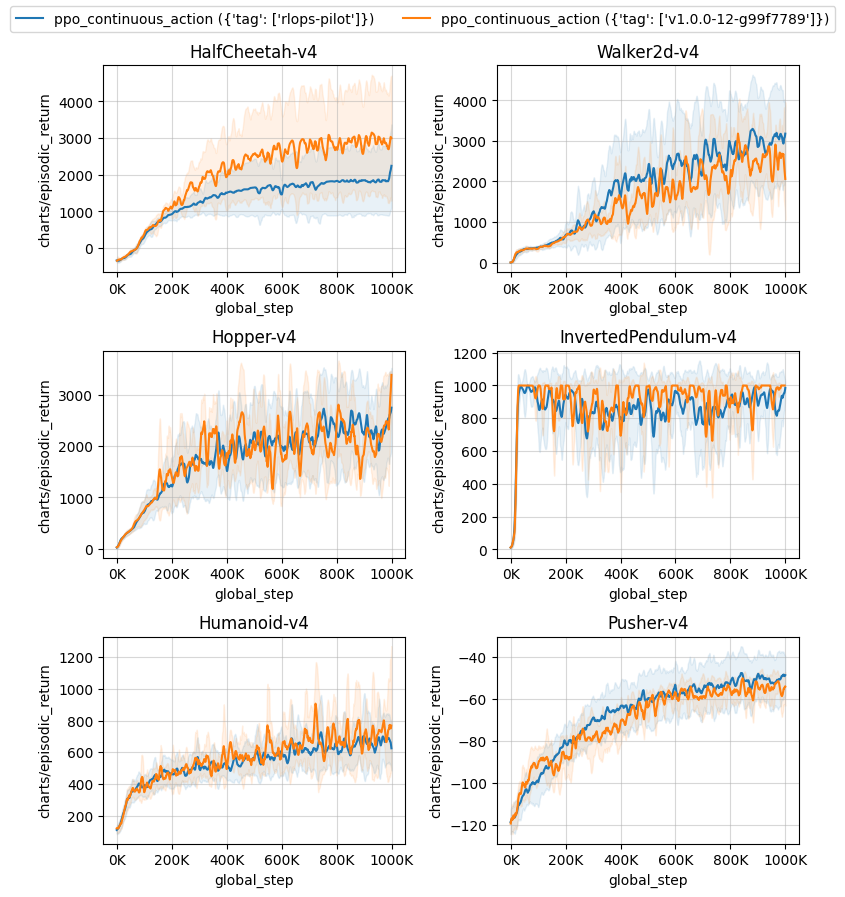 ppo_continuous_action ({'tag': ['rlops-pilot']})
ppo_continuous_action ({'tag': ['v1.0.0-12-g99f7789']})
HalfCheetah-v4
charts/episodic_return
4000
3000
2000
1000
0
0K 200K 400K 600K 800K 1000K
global_step
Walker2d-v4
charts/episodic_return
4000
3000
2000
1000
0
0K 200K 400K 600K 800K 1000K
global_step
Hopper-v4
charts/episodic_return
3000
2000
1000
0
0K 200K 400K 600K 800K 1000K
global_step
InvertedPendulum-v4
charts/episodic_return
1200
1000
800
600
400
200
0
0K 200K 400K 600K 800K 1000K
global_step
Humanoid-v4
charts/episodic_return
1200
1000
800
600
400
200
0K 200K 400K 600K 800K 1000K
global_step
Pusher-v4
charts/episodic_return
−40
−60
−80
−100
−120
0K 200K 400K 600K 800K 1000K
global_step